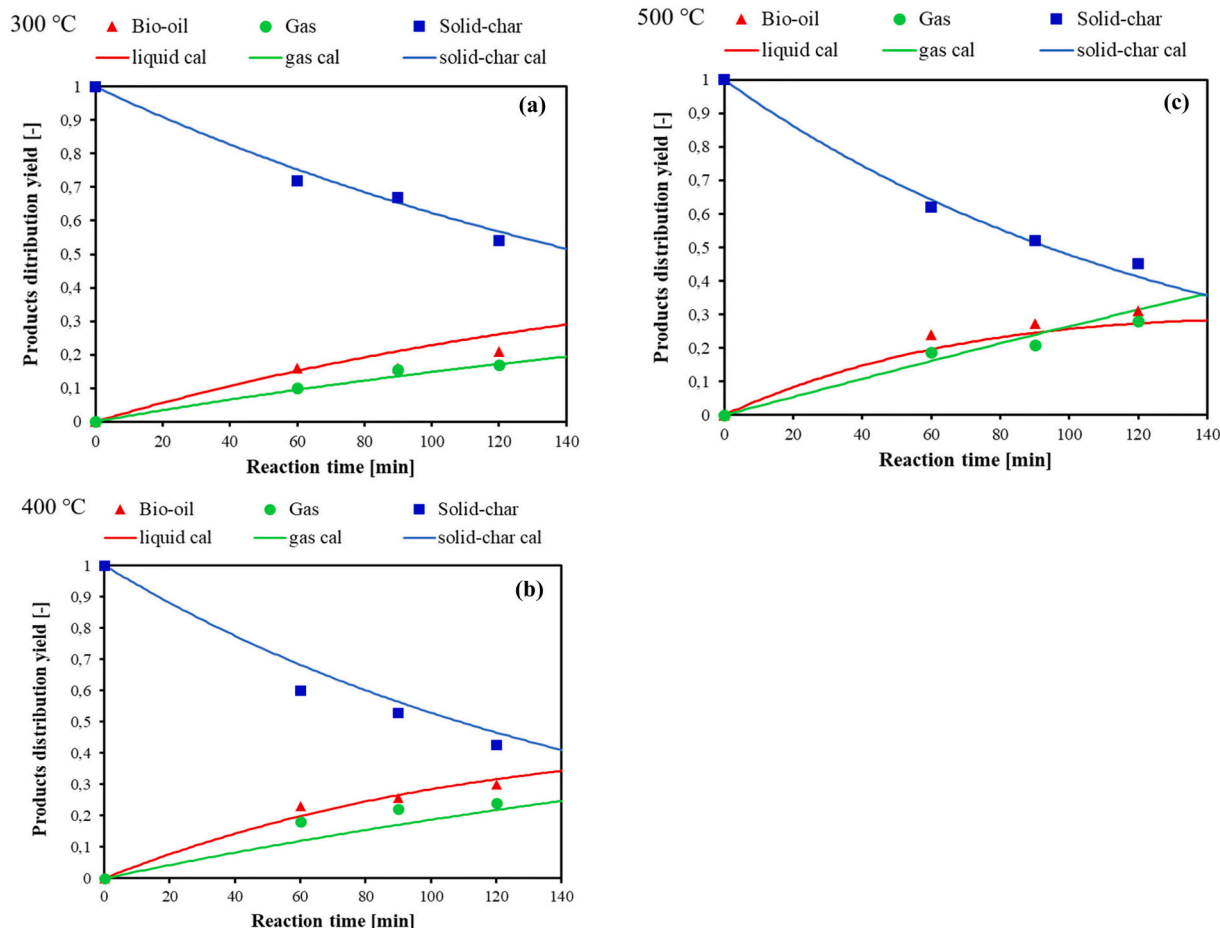 300 °C
Bio-oil
Gas
Solid-char
liquid cal
gas cal
solid-char cal
(a)
1
0,9
0,8
0,7
0,6
0,5
0,4
0,3
0,2
0,1
0
Products ditribution yield [-]
0 20 40 60 80 100 120 140
Reaction time [min]
500 °C
Bio-oil
Gas
Solid-char
liquid cal
gas cal
solid-char cal
(c)
1
0,9
0,8
0,7
0,6
0,5
0,4
0,3
0,2
0,1
0
Products distribution yield [-]
0 20 40 60 80 100 120 140
Reaction time [min]
400 °C
Bio-oil
Gas
Solid-char
liquid cal
gas cal
solid-char cal
(b)
1
0,9
0,8
0,7
0,6
0,5
0,4
0,3
0,2
0,1
0
Products distribution yield [-]
0 20 40 60 80 100 120 140
Reaction time [min]